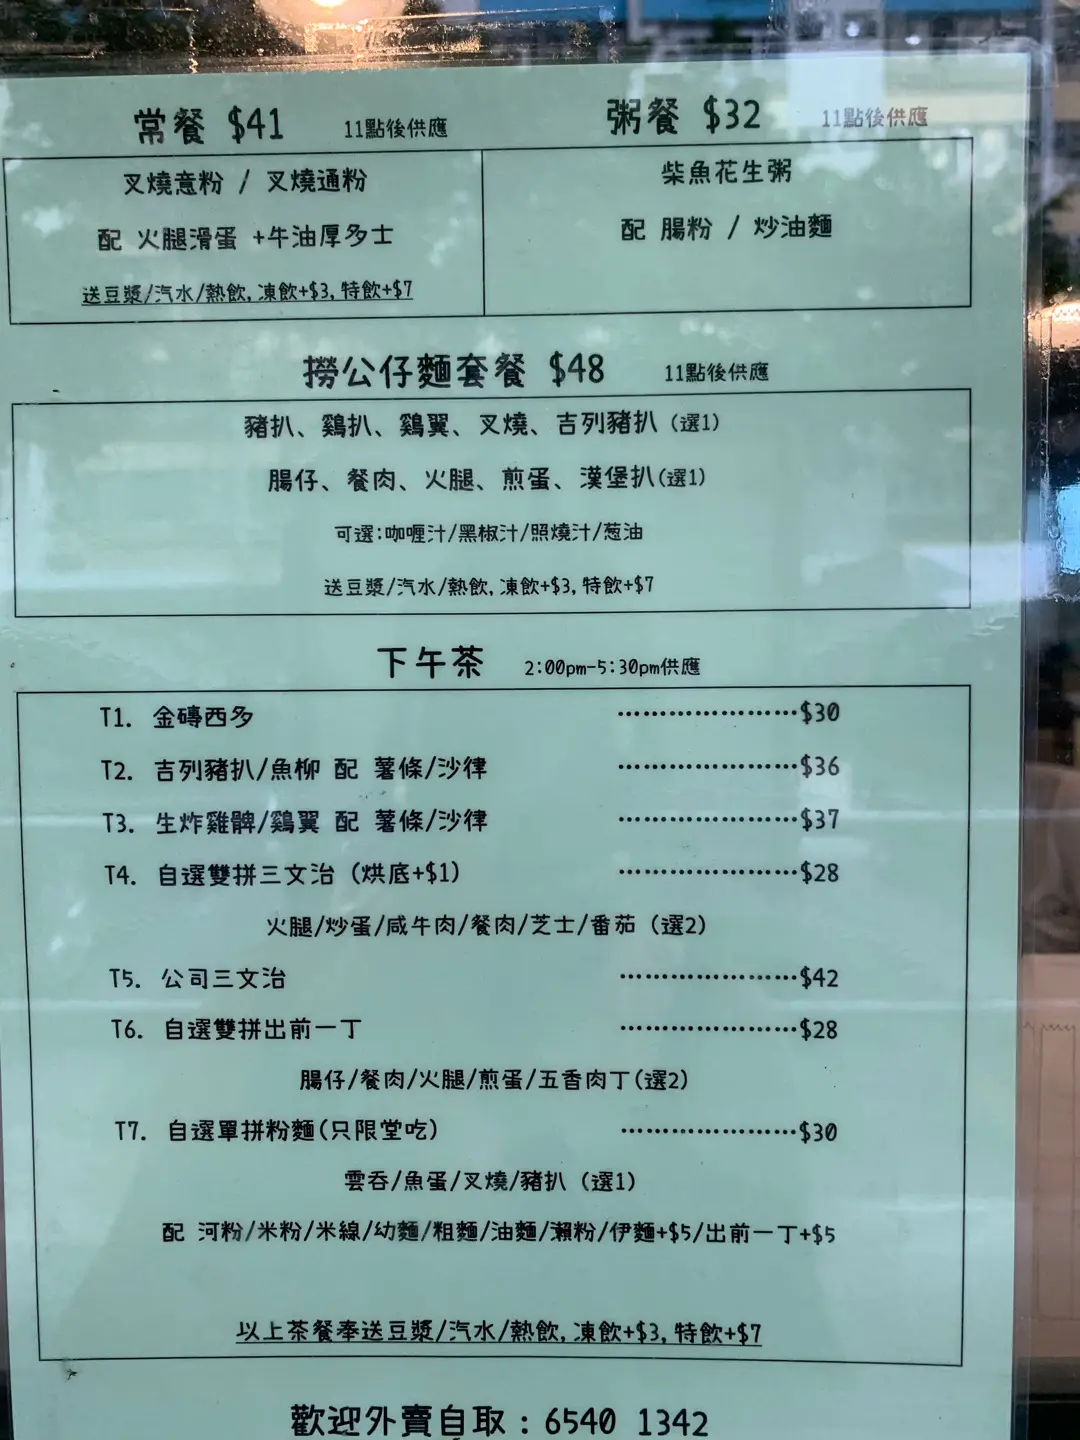 常餐 $41 11點後供應
叉燒意粉 / 叉燒通粉
配 火腿滑蛋 +牛油厚多士
送豆漿/汽水/熱飲, 凍飲+$3, 特飲+$7
粥餐 $32 11點後供應
柴魚花生粥
配 腸粉 / 炒油麵
撈公仔麵套餐 $48 11點後供應
豬扒、鷄扒、鷄翼、叉燒、吉列豬扒 (選1)
腸仔、餐肉、火腿、煎蛋、漢堡扒(選1)
可選:咖喱汁/黑椒汁/照燒汁/葱油
送豆漿/汽水/熱飲, 凍飲+$3, 特飲+$7
下午茶 2:00pm-5:30pm供應
T1. 金磚西多 ······················$30
T2. 吉列豬扒/魚柳 配 薯條/沙律 ······················$36
T3. 生炸雞髀/鷄翼 配 薯條/沙律 ······················$37
T4. 自選雙拼三文治 (烘底+$1) ······················$28
火腿/炒蛋/咸牛肉/餐肉/芝士/番茄 (選2)
T5. 公司三文治 ······················$42
T6. 自選雙拼出前一丁 ······················$28
腸仔/餐肉/火腿/煎蛋/五香肉丁(選2)
T7. 自選單拼粉麵(只限堂吃) ······················$30
雲吞/魚蛋/叉燒/豬扒 (選1)
配 河粉/米粉/米線/幼麵/粗麵/油麵/瀨粉/伊麵+$5/出前一丁+$5
以上茶餐奉送豆漿/汽水/熱飲, 凍飲+$3, 特飲+$7
歡迎外賣自取 : 6540 1342